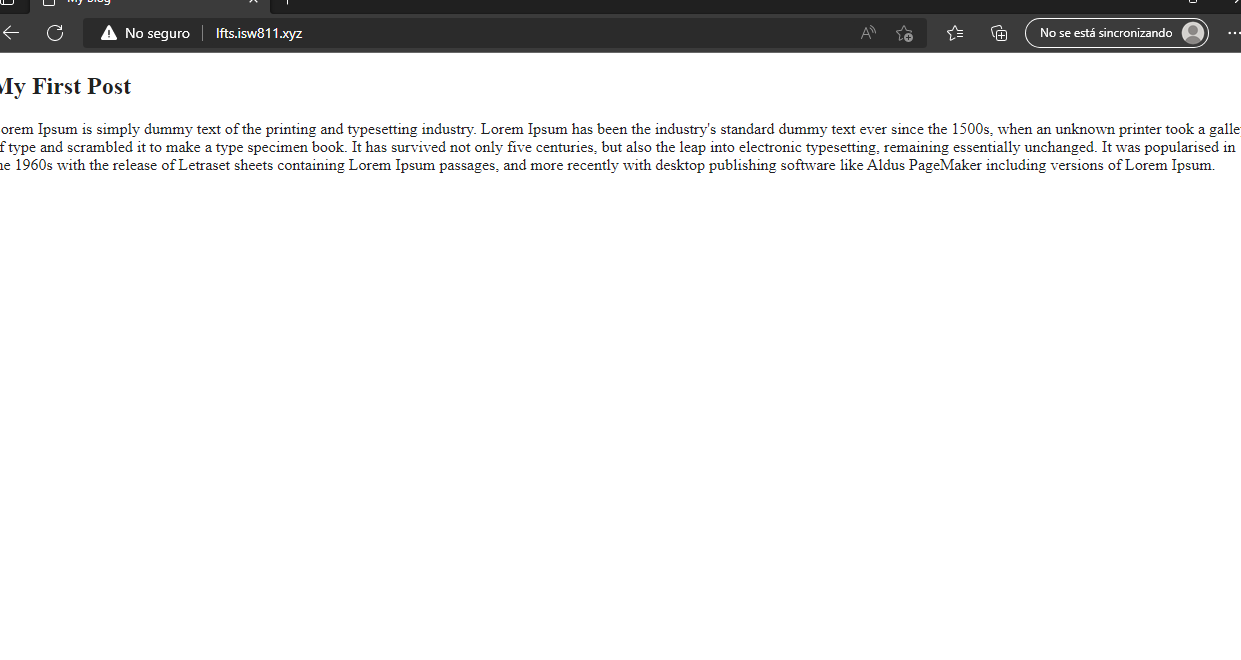 My Blog
No seguro lfts.isw811.xyz No se está sincronizando
My First Post
Lorem Ipsum is simply dummy text of the printing and typesetting industry. Lorem Ipsum has been the industry's standard dummy text ever since the 1500s, when an unknown printer took a galley
of type and scrambled it to make a type specimen book. It has survived not only five centuries, but also the leap into electronic typesetting, remaining essentially unchanged. It was popularised in
the 1960s with the release of Letraset sheets containing Lorem Ipsum passages, and more recently with desktop publishing software like Aldus PageMaker including versions of Lorem Ipsum.